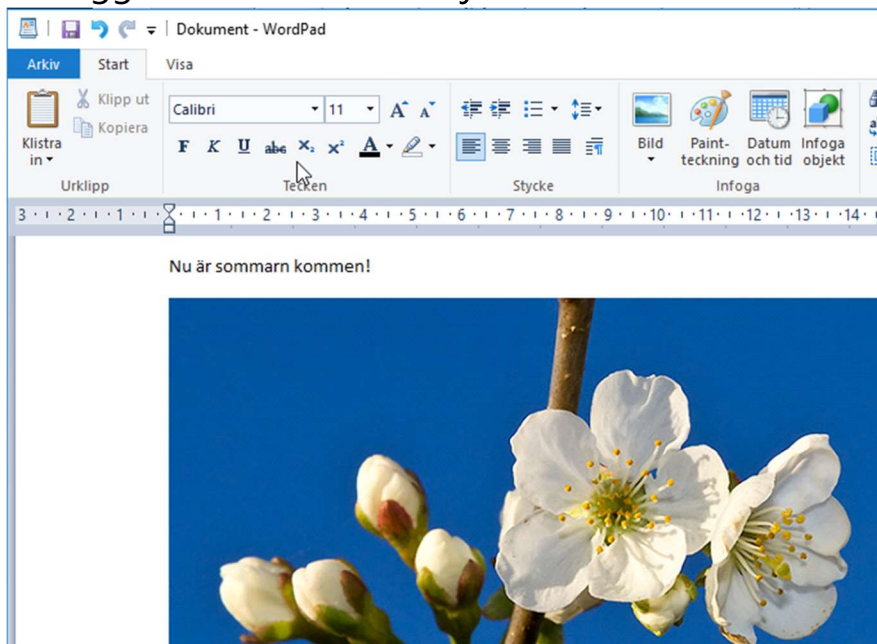 Dokument - WordPad
Arkiv Start Visa
Klistra in
Klipp ut
Kopiera
Urklipp
Calibri 11 A A
F K U abc X₂ x² A
Tecken
Stycke
Bild
Paint-teckning
Datum och tid
Infoga objekt
Infoga
3 2 1 1 2 3 4 5 6 7 8 9 10 11 12 13 14
Nu är sommarn kommen!